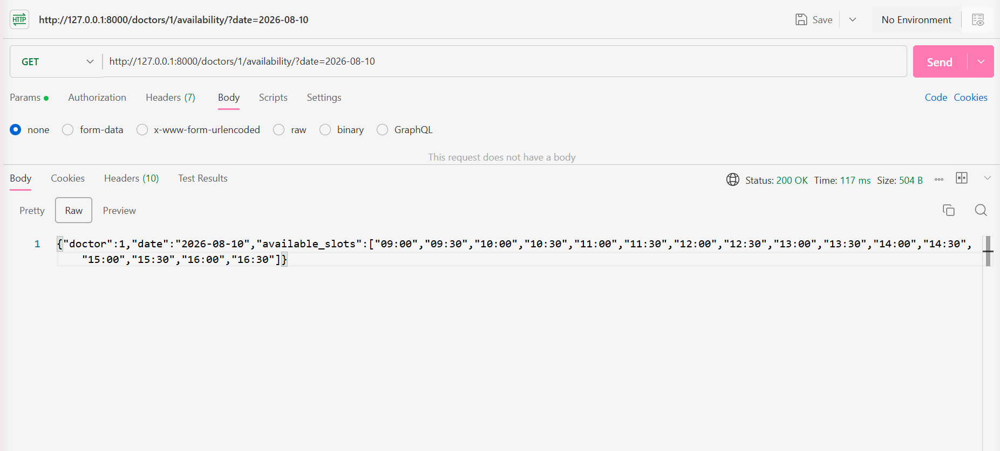 HTTP http://127.0.0.1:8000/doctors/1/availability/?date=2026-08-10 Save No Environment
GET http://127.0.0.1:8000/doctors/1/availability/?date=2026-08-10 Send
Params Authorization Headers (7) Body Scripts Settings Code Cookies
none form-data x-www-form-urlencoded raw binary GraphQL
This request does not have a body
Body Cookies Headers (10) Test Results Status: 200 OK Time: 117 ms Size: 504 B
Pretty Raw Preview
1 {"doctor":1,"date":"2026-08-10","available_slots":["09:00","09:30","10:00","10:30","11:00","11:30","12:00","12:30","13:00","13:30","14:00","14:30",
"15:00","15:30","16:00","16:30"]}